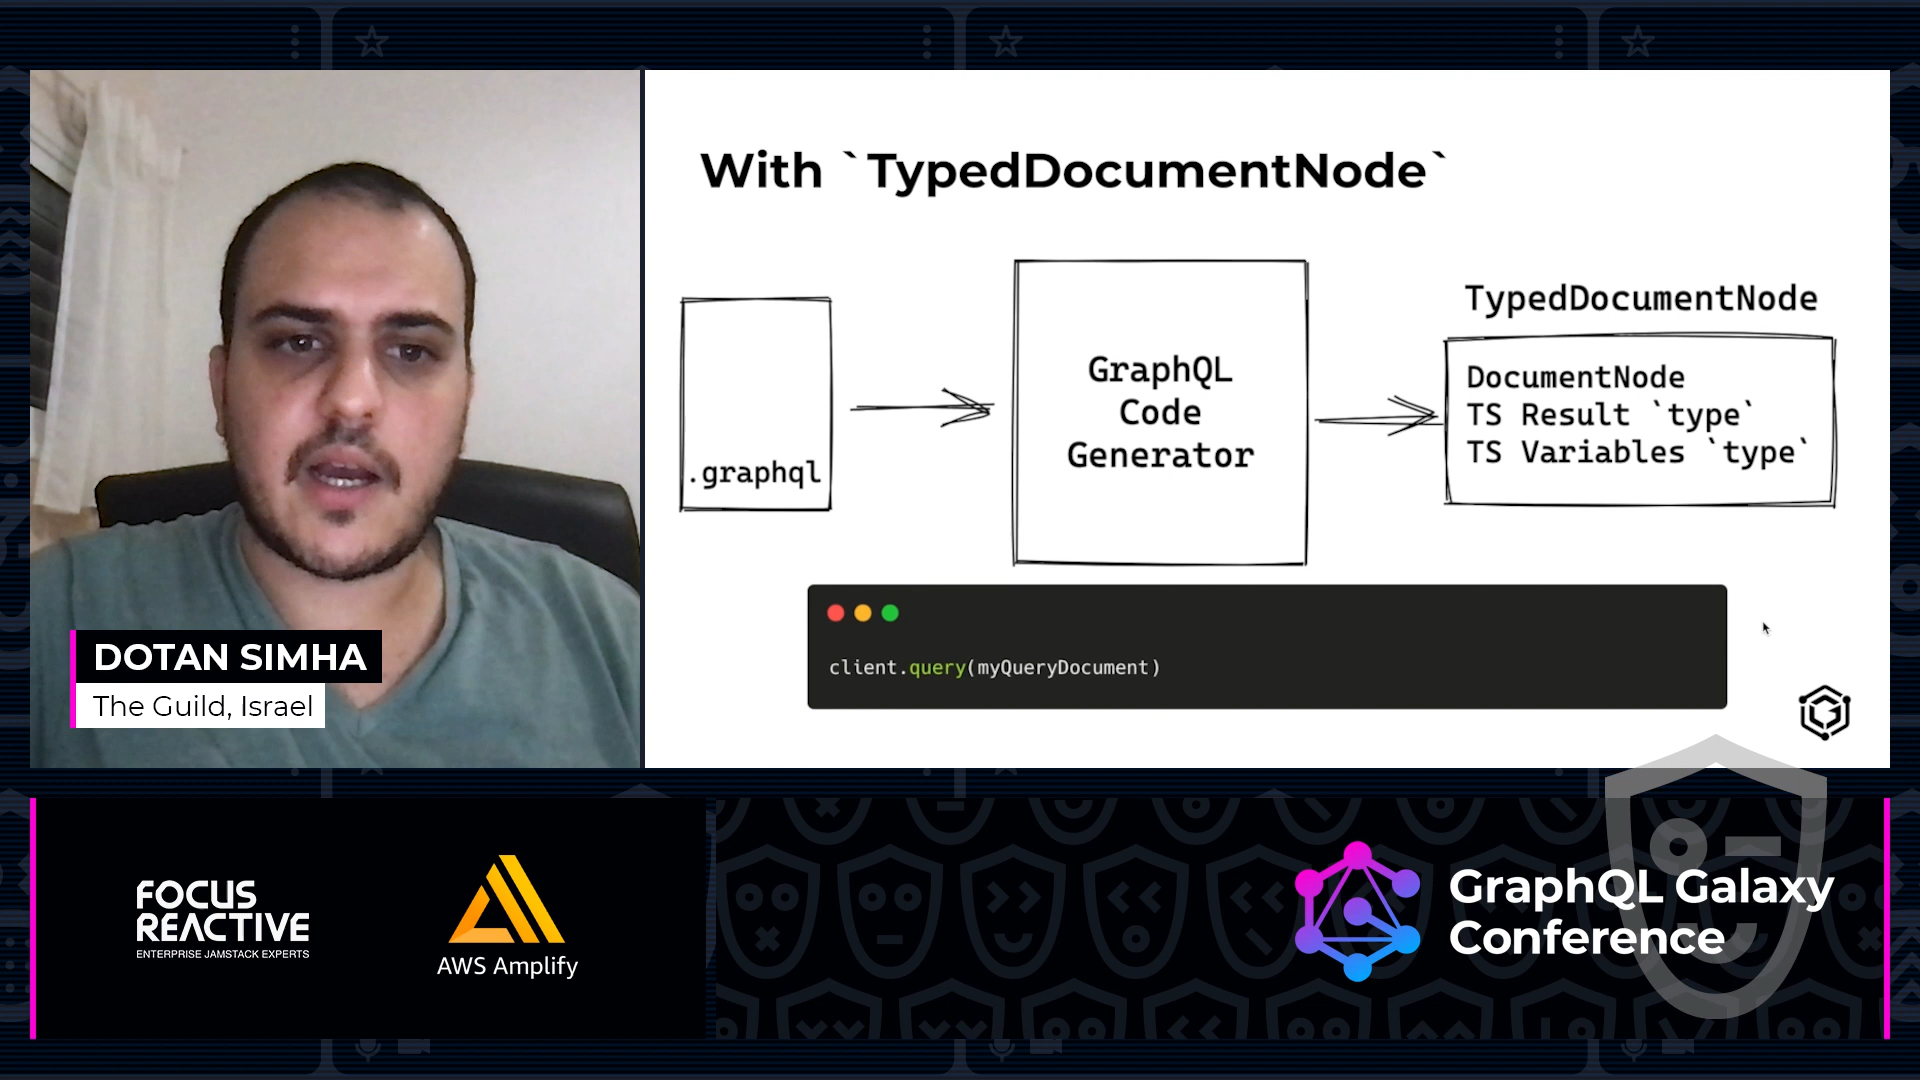 With `TypedDocumentNode`
.graphql
GraphQL
Code
Generator
TypedDocumentNode
DocumentNode
TS Result `type`
TS Variables `type`
client.query(myQueryDocument)
DOTAN SIMHA
The Guild, Israel
FOCUS
REACTIVE
ENTERPRISE JAMSTACK EXPERTS
AWS Amplify
GraphQL Galaxy
Conference